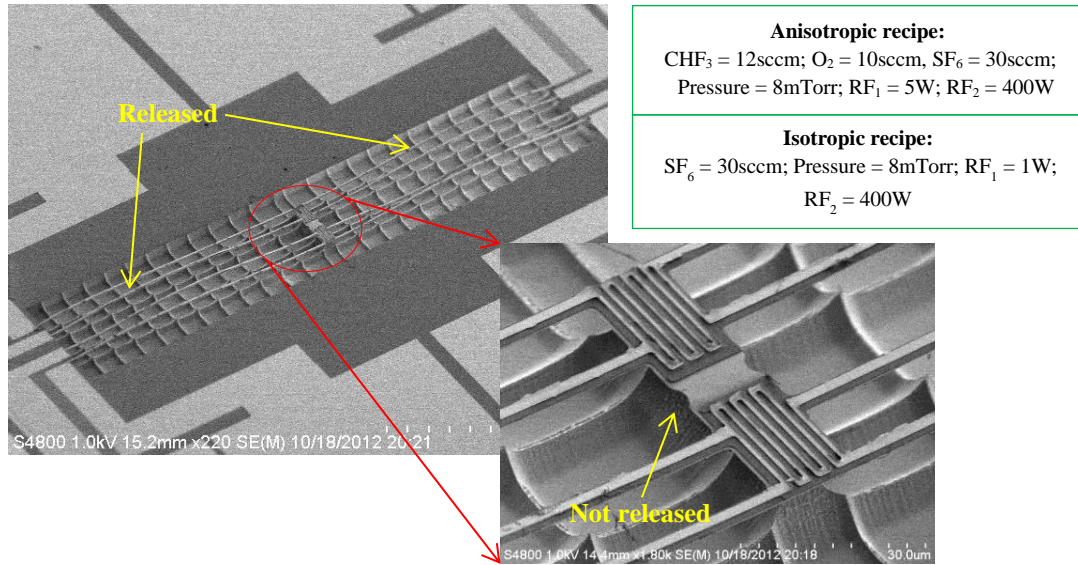 Released
S4800 1.0kV 15.2mm x220 SE(M) 10/18/2012 20:21
Anisotropic recipe:
CHF₃ = 12sccm; O₂ = 10sccm, SF₆ = 30sccm;
Pressure = 8mTorr; RF₁ = 5W; RF₂ = 400W
Isotropic recipe:
SF₆ = 30sccm; Pressure = 8mTorr; RF₁ = 1W;
RF₂ = 400W
Not released
S4800 1.0kV 14.4mm x1.80k SE(M) 10/18/2012 20:18 30.0um